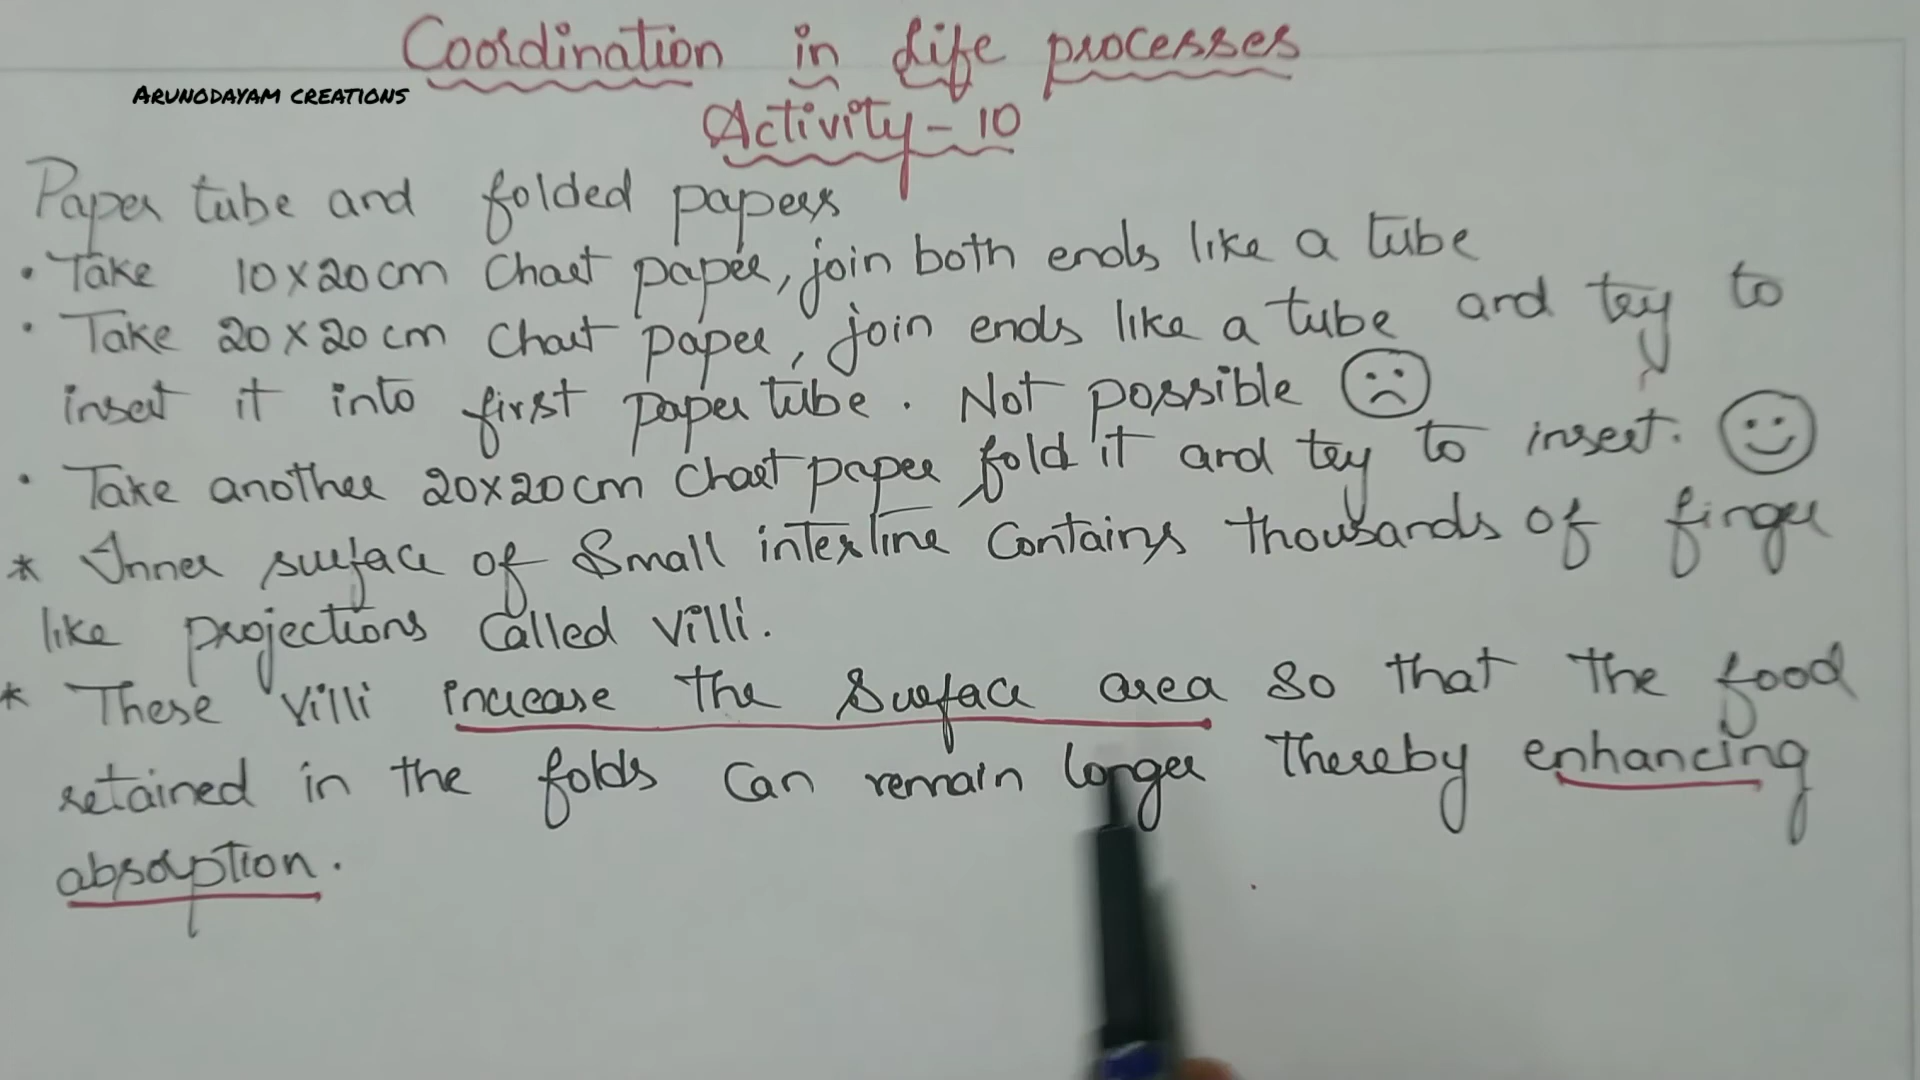 Coordination in Life processes
ARUNODAYAM CREATIONS
Activity - 10
Paper tube and folded papers
• Take 10x20cm Chart paper, join both ends like a tube
• Take 20x20cm Chart paper, join ends like a tube and try to
insert it into first paper tube. Not possible ☹
• Take another 20x20cm Chart paper fold it and try to insert. ☺
* Inner surface of Small intestine Contains thousands of finger
like projections Called villi.
* These villi increase the Surface area so that the food
retained in the folds Can remain longer thereby enhancing
absorption.